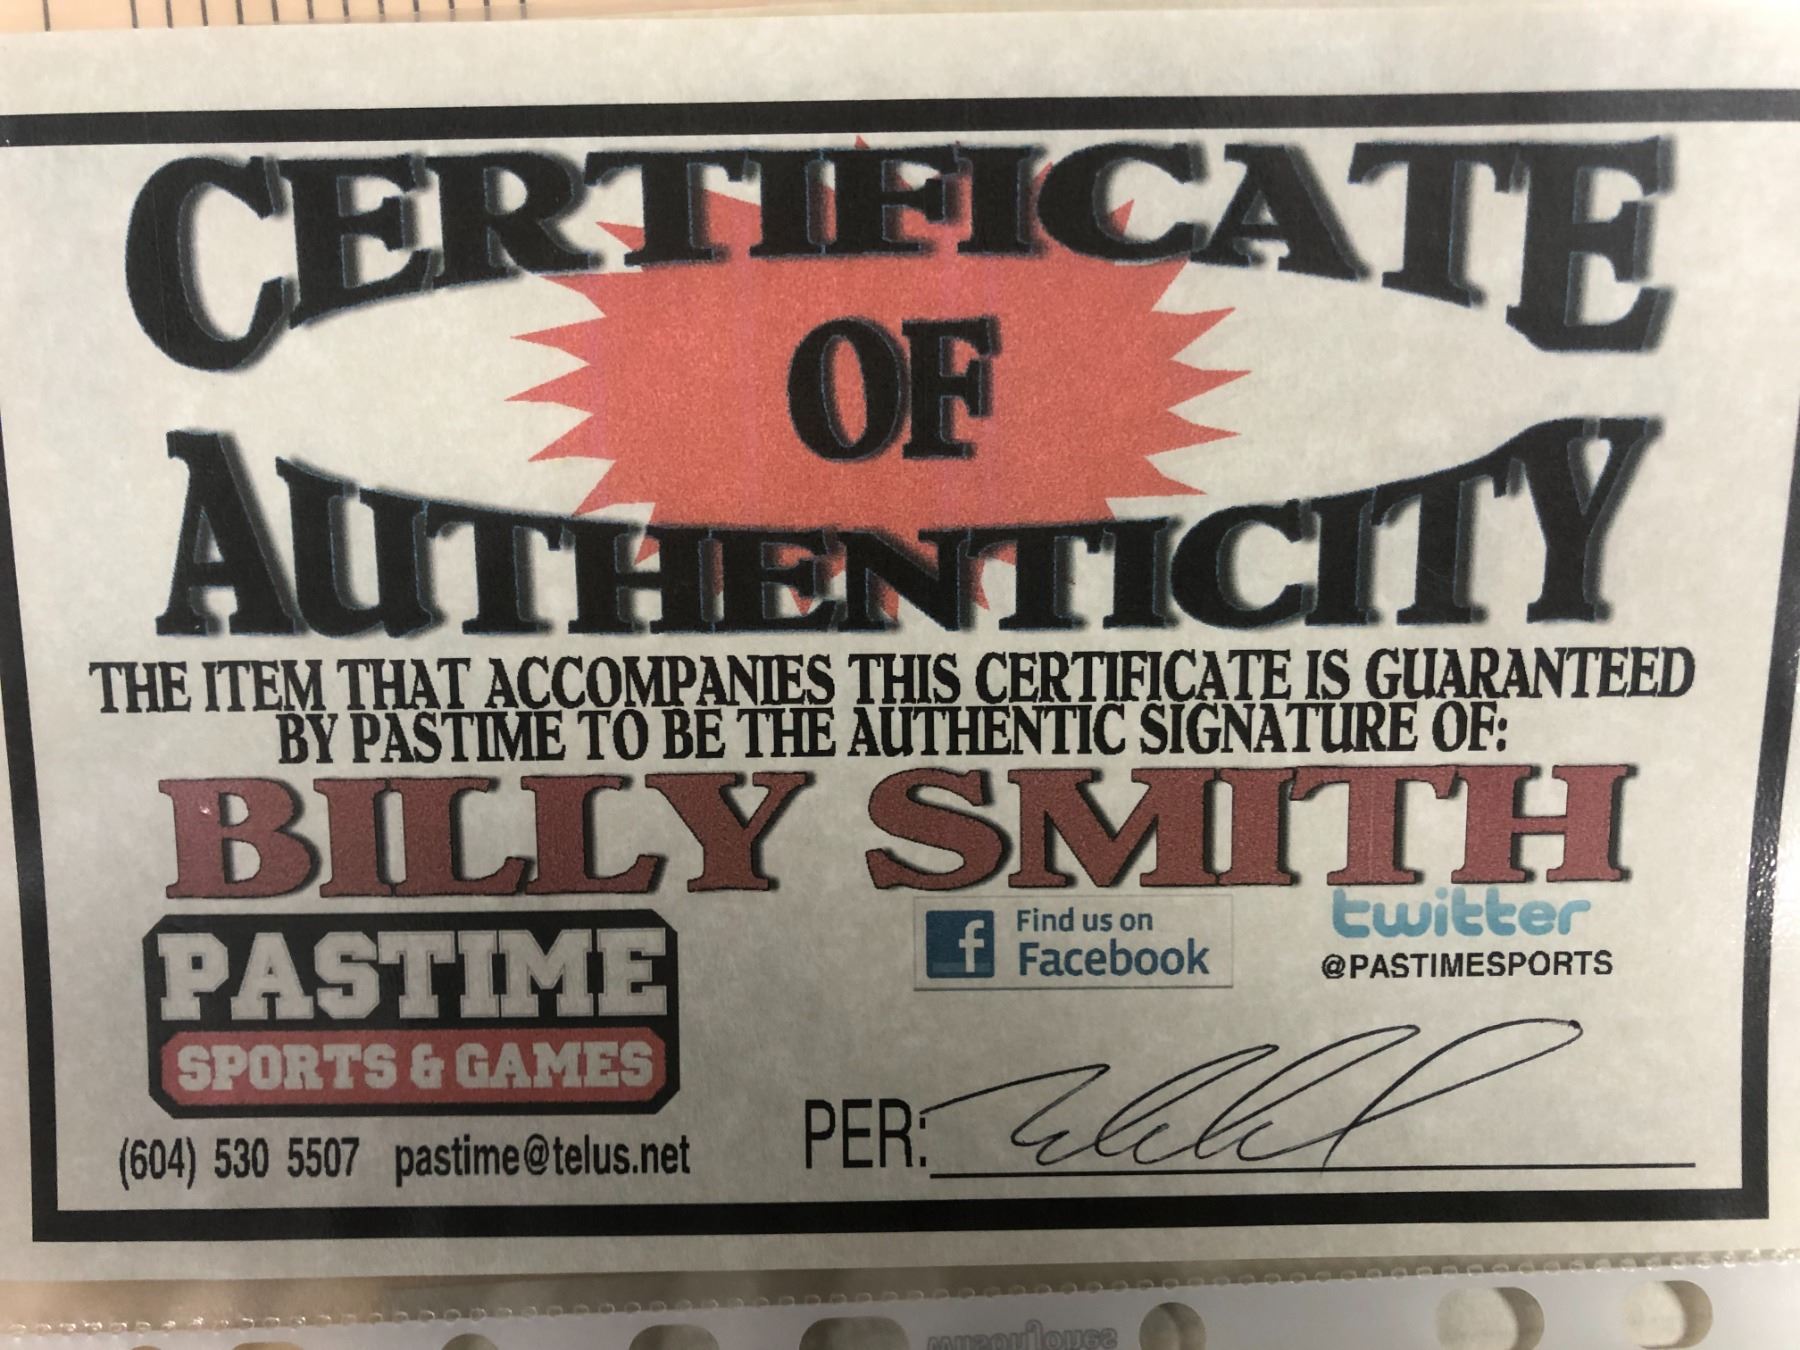 CERTIFICATE
OF
AUTHENTICITY
THE ITEM THAT ACCOMPANIES THIS CERTIFICATE IS GUARANTEED
BY PASTIME TO BE THE AUTHENTIC SIGNATURE OF:
BILLY SMITH
PASTIME
SPORTS & GAMES
f Find us on
Facebook
twitter
@PASTIMESPORTS
(604) 530 5507 pastime@telus.net
PER: